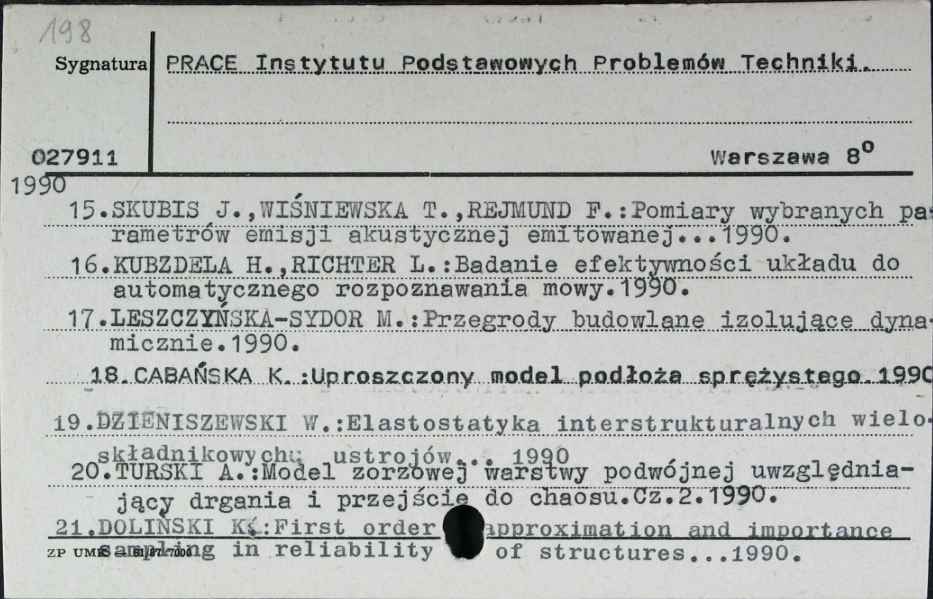 198
Sygnatura PRACE Instytutu Podstawowych Problemów Techniki.
027911 Warszawa 8º
1990
15.SKUBIS J.,WIŚNIEWSKA T.,REJMUND F.:Pomiary wybranych pa-
rametrów emisji akustycznej emitowanej...1990.
16.KUBZDELA H.,RICHTER L.:Badanie efektywności układu do
automatycznego rozpoznawania mowy.1990.
17.LESZCZYŃSKA-SYDOR M.:Przegrody budowlane izolujące dyna-
micznie.1990.
18.CABAŃSKA K.:Uproszczony model podłoża sprężystego.1990
19.DZIENISZEWSKI W.:Elastostatyka interstrukturalnych wielo-
składnikowych ustrojów... 1990
20.TURSKI A.:Model zorzowej warstwy podwójnej uwzględnia-
jący drgania i przejście do chaosu.Cz.2.1990.
21.DOLIŃSKI K.:First order approximation and importance
sampling in reliability of structures...1990.
ZP UMK